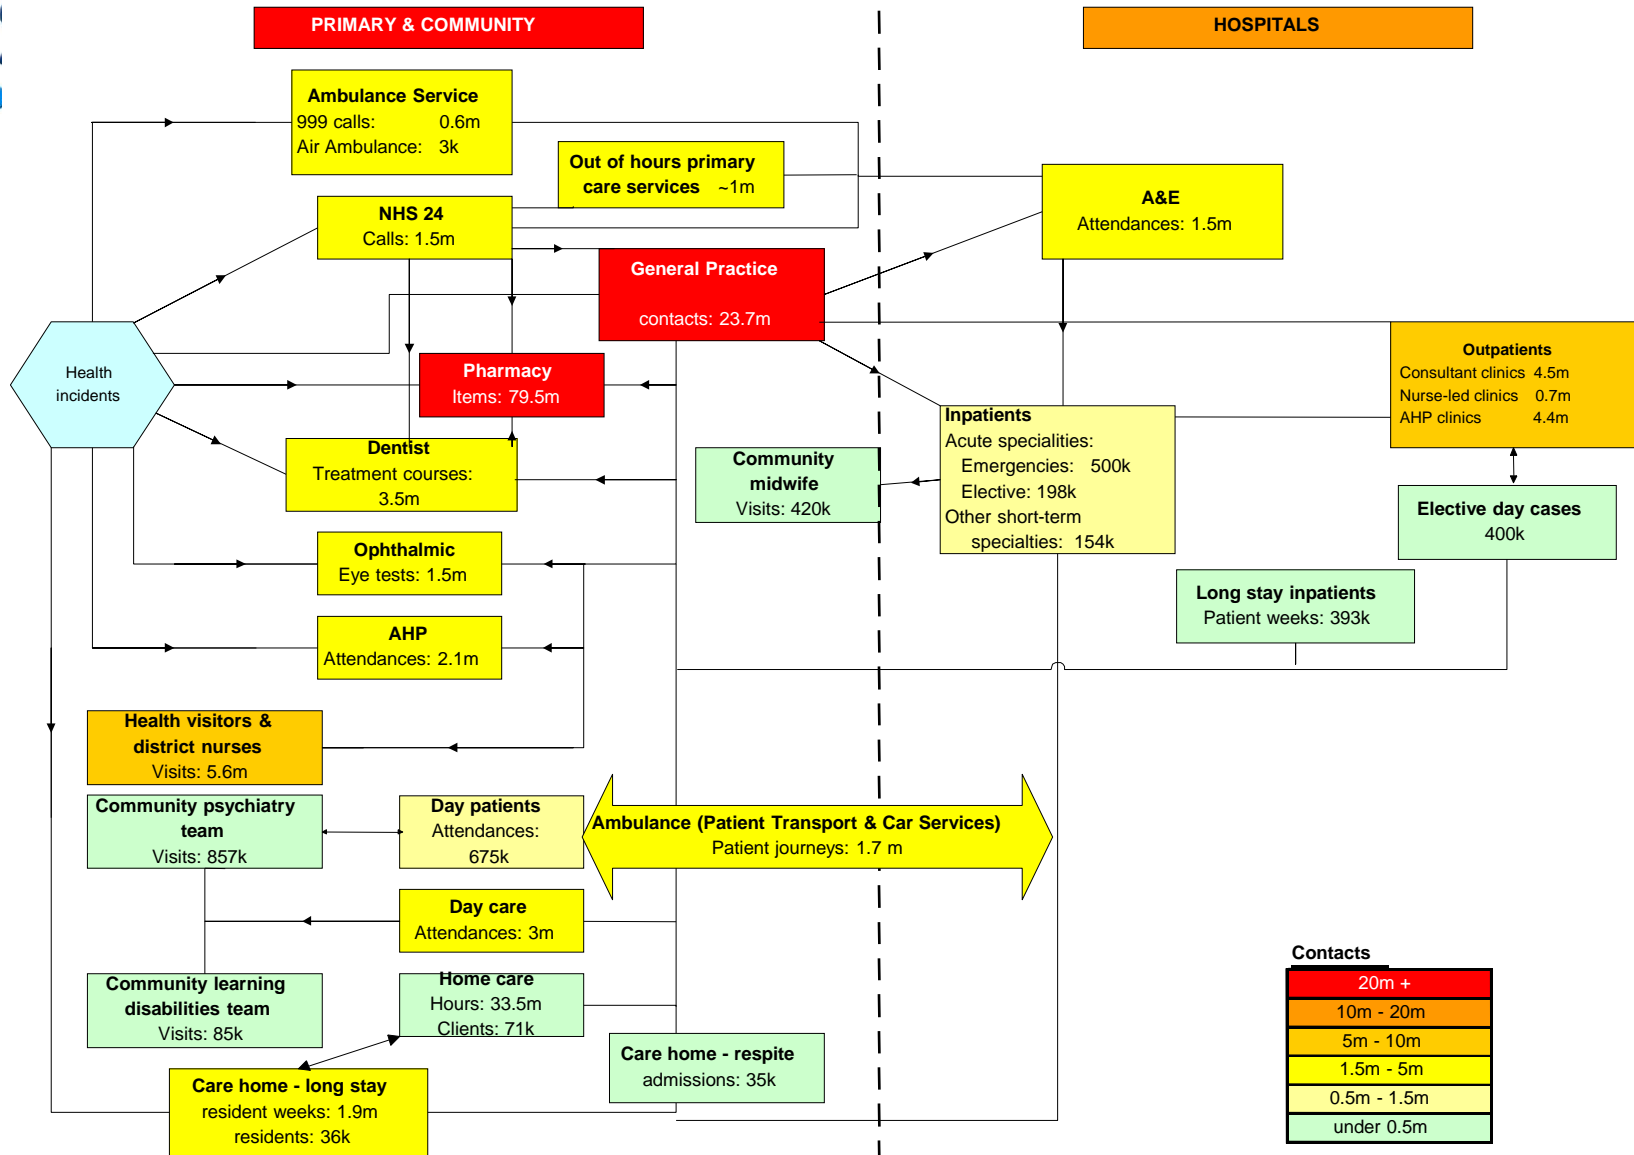 PRIMARY & COMMUNITY
HOSPITALS
Ambulance Service
999 calls: 0.6m
Air Ambulance: 3k
Out of hours primary
care services ~1m
A&E
Attendances: 1.5m
NHS 24
Calls: 1.5m
General Practice
contacts: 23.7m
Health
incidents
Pharmacy
Items: 79.5m
Outpatients
Consultant clinics 4.5m
Nurse-led clinics 0.7m
AHP clinics 4.4m
Dentist
Treatment courses:
3.5m
Community
midwife
Visits: 420k
Inpatients
Acute specialities:
Emergencies: 500k
Elective: 198k
Other short-term
specialties: 154k
Elective day cases
400k
Ophthalmic
Eye tests: 1.5m
Long stay inpatients
Patient weeks: 393k
AHP
Attendances: 2.1m
Health visitors &
district nurses
Visits: 5.6m
Community psychiatry
team
Visits: 857k
Day patients
Attendances:
675k
Ambulance (Patient Transport & Car Services)
Patient journeys: 1.7 m
Day care
Attendances: 3m
Community learning
disabilities team
Visits: 85k
Home care
Hours: 33.5m
Clients: 71k
Care home - respite
admissions: 35k
Care home - long stay
resident weeks: 1.9m
residents: 36k
Contacts
20m +
10m - 20m
5m - 10m
1.5m - 5m
0.5m - 1.5m
under 0.5m